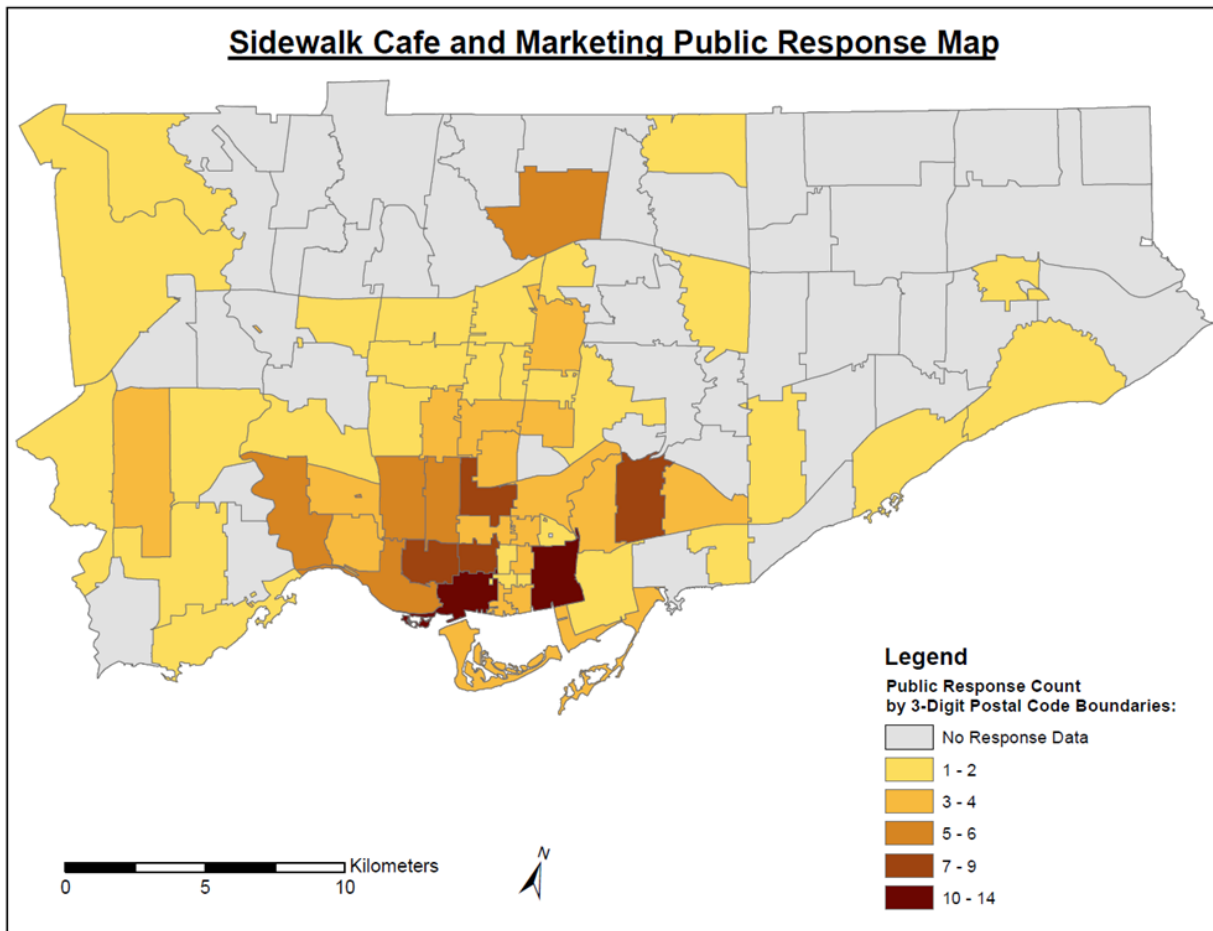 Sidewalk Cafe and Marketing Public Response Map
Legend
Public Response Count
by 3-Digit Postal Code Boundaries:
No Response Data
1 - 2
3 - 4
5 - 6
7 - 9
10 - 14
Kilometers
0 5 10
N